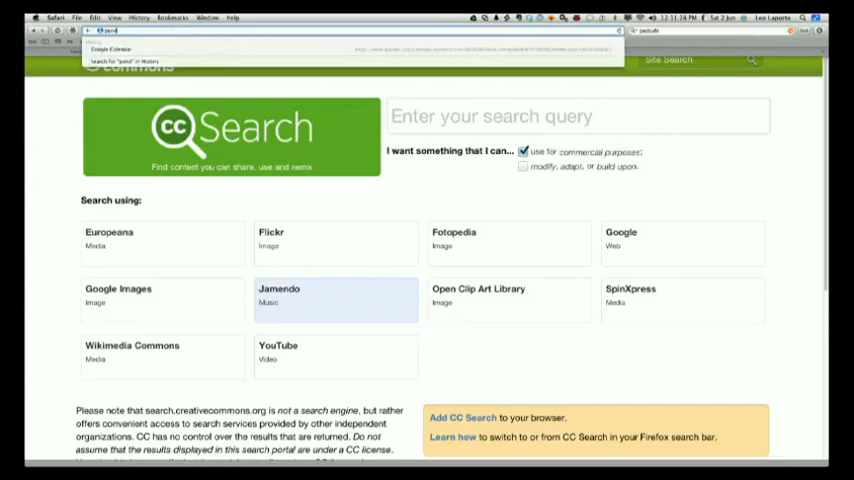 Safari File Edit View History Bookmarks Window Help
12:11:24 PM Sat 2 Jun Leo Laporte
Google Calendar
commons
Site Search
cc Search
Find content you can share, use and remix
Enter your search query
I want something that I can... use for commercial purposes;
modify, adapt, or build upon.
Search using:
Europeana Flickr Fotopedia Google
Media Image Image Web
Google Images Jamendo Open Clip Art Library SpinXpress
Image Music Image Media
Wikimedia Commons YouTube
Media Video
Please note that search.creativecommons.org is not a search engine, but rather
offers convenient access to search services provided by other independent
organizations. CC has no control over the results that are returned. Do not
assume that the results displayed in this search portal are under a CC license.
Add CC Search to your browser.
Learn how to switch to or from CC Search in your Firefox search bar.